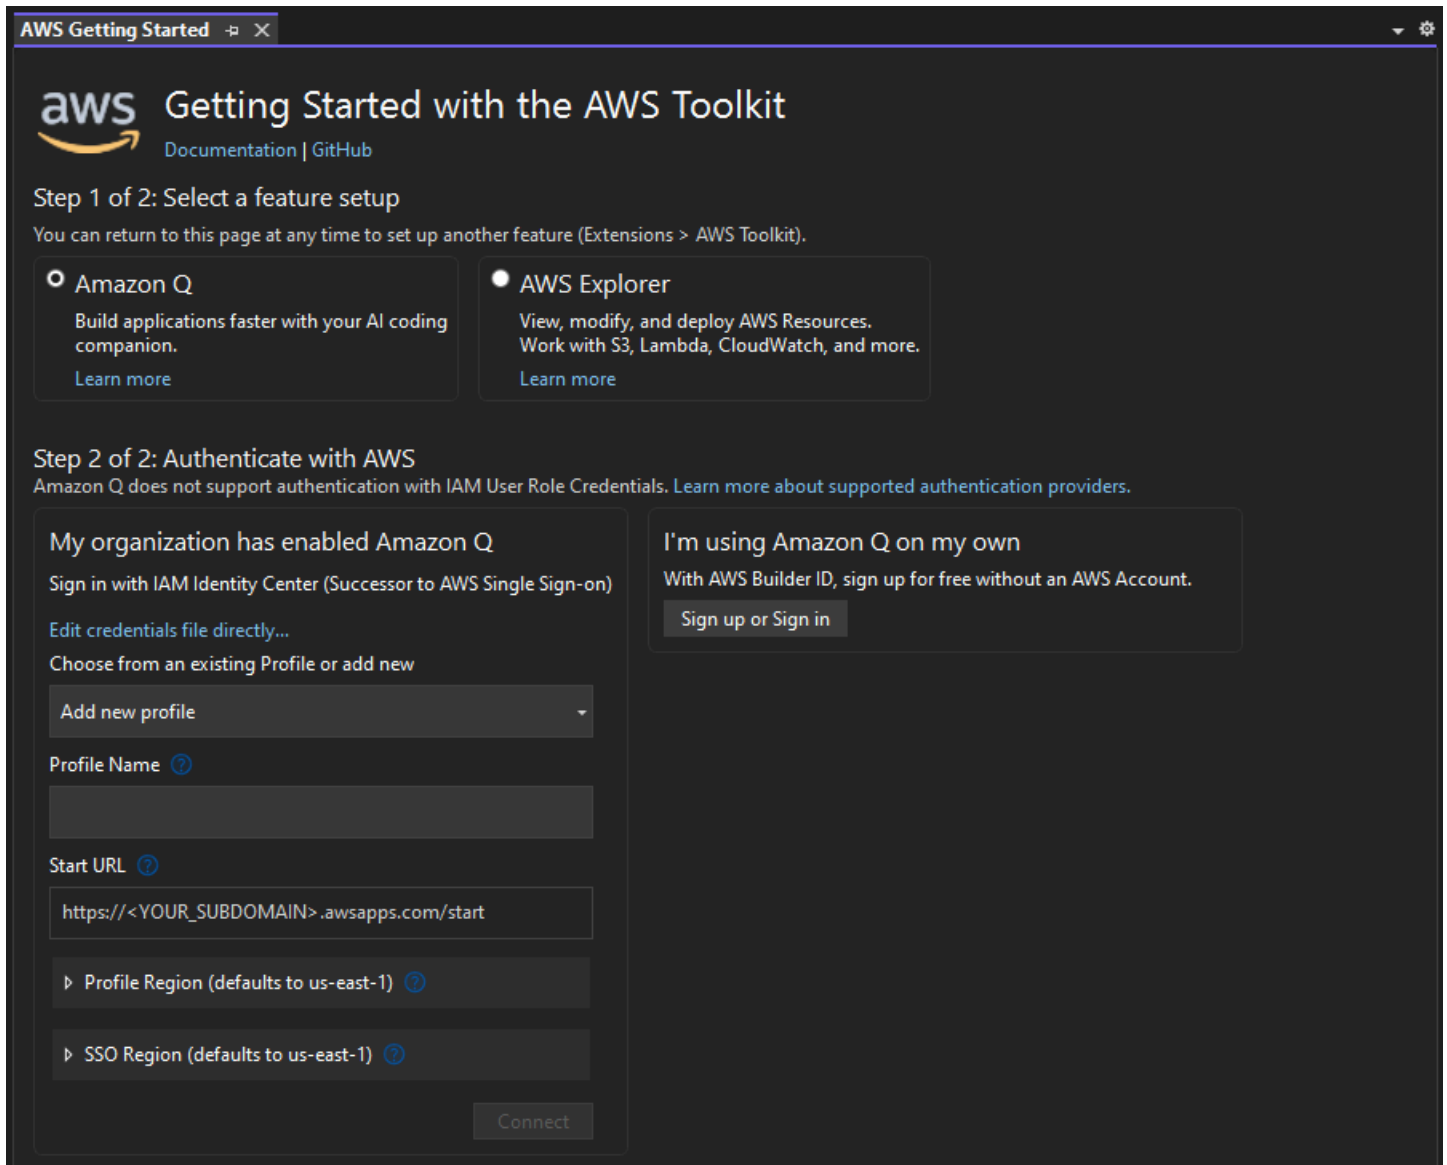 AWS Getting Started
aws
Getting Started with the AWS Toolkit
Documentation | GitHub
Step 1 of 2: Select a feature setup
You can return to this page at any time to set up another feature (Extensions > AWS Toolkit).
Amazon Q
Build applications faster with your AI coding
companion.
Learn more
AWS Explorer
View, modify, and deploy AWS Resources.
Work with S3, Lambda, CloudWatch, and more.
Learn more
Step 2 of 2: Authenticate with AWS
Amazon Q does not support authentication with IAM User Role Credentials. Learn more about supported authentication providers.
My organization has enabled Amazon Q
Sign in with IAM Identity Center (Successor to AWS Single Sign-on)
Edit credentials file directly...
Choose from an existing Profile or add new
Add new profile
Profile Name ?
Start URL ?
https://<YOUR_SUBDOMAIN>.awsapps.com/start
Profile Region (defaults to us-east-1) ?
SSO Region (defaults to us-east-1) ?
Connect
I'm using Amazon Q on my own
With AWS Builder ID, sign up for free without an AWS Account.
Sign up or Sign in